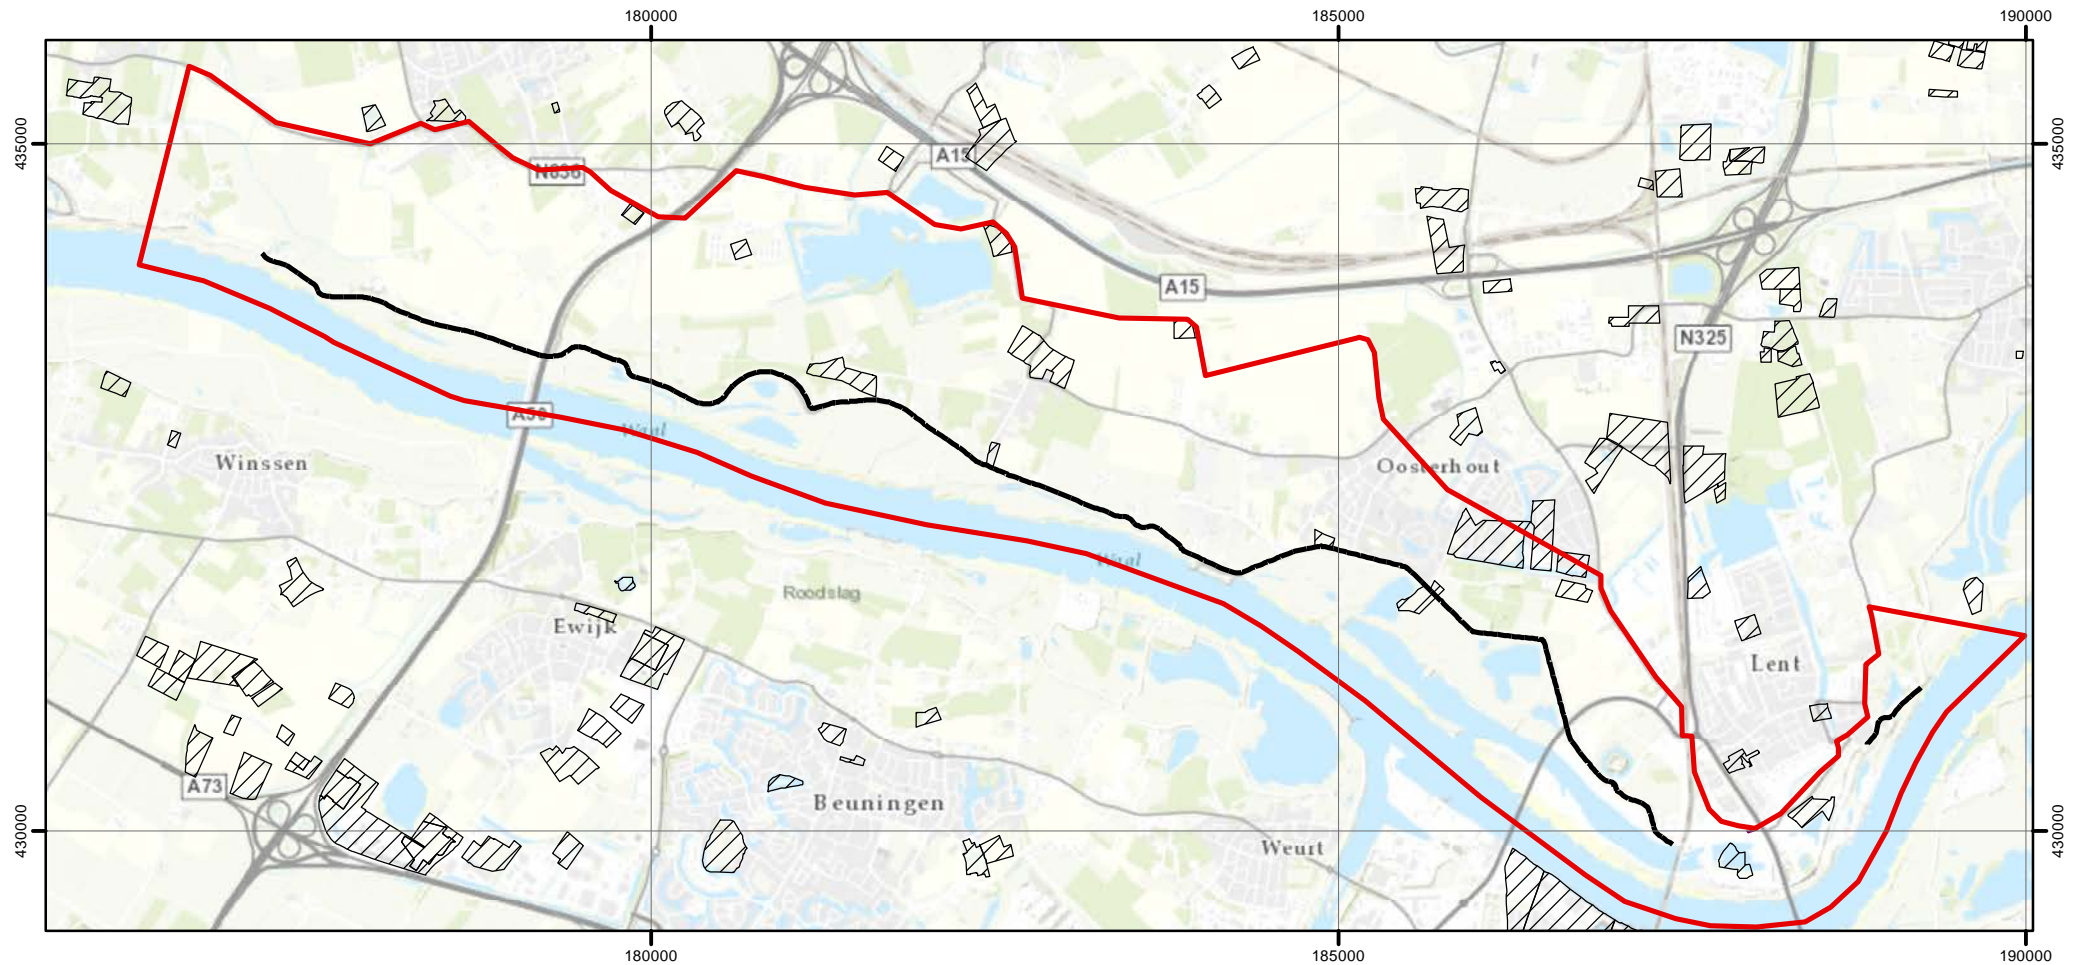 180000
185000
190000
435000
435000
A15
N836
A15
N325
A50
Waal
Winssen
Oosterhout
Waal
Roodslag
Ewijk
Lent
A73
Beuningen
430000
430000
Weurt
180000
185000
190000